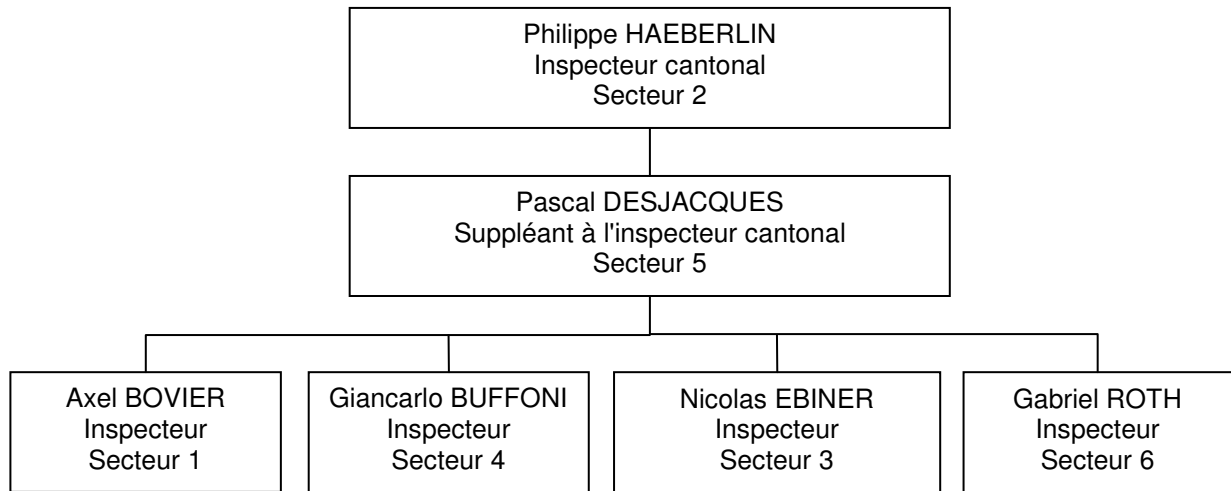 Philippe HAEBERLIN
Inspecteur cantonal
Secteur 2
Pascal DESJACQUES
Suppléant à l'inspecteur cantonal
Secteur 5
Axel BOVIER
Inspecteur
Secteur 1
Giancarlo BUFFONI
Inspecteur
Secteur 4
Nicolas EBINER
Inspecteur
Secteur 3
Gabriel ROTH
Inspecteur
Secteur 6